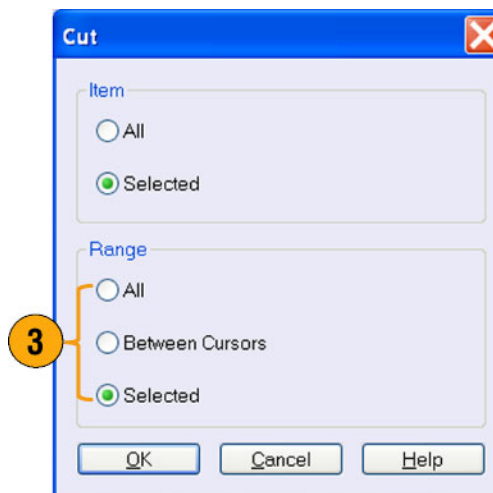 Cut
Item
All
Selected
Range
All
3
Between Cursors
Selected
OK Cancel Help